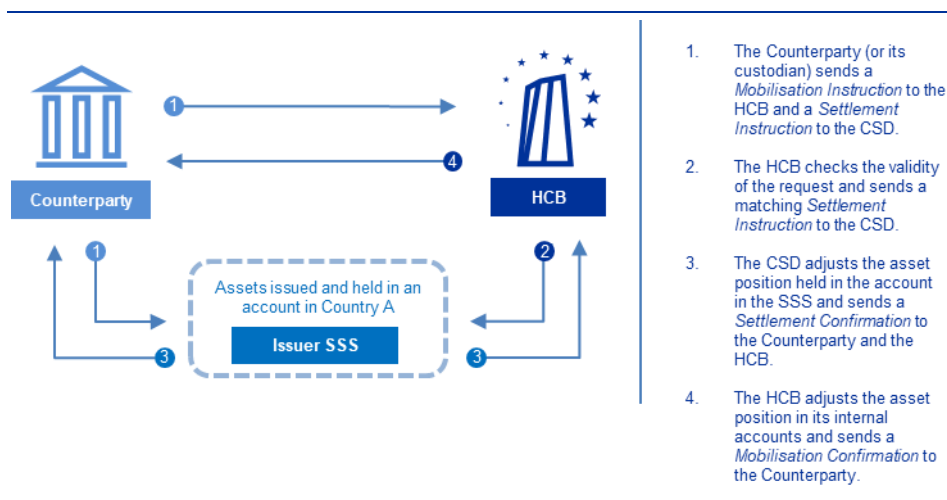 1
4
Counterparty
HCB
1
2
Assets issued and held in an
account in Country A
Issuer SSS
3
3
1. The Counterparty (or its
custodian) sends a
Mobilisation Instruction to the
HCB and a Settlement
Instruction to the CSD.
2. The HCB checks the validity
of the request and sends a
matching Settlement
Instruction to the CSD.
3. The CSD adjusts the asset
position held in the account
in the SSS and sends a
Settlement Confirmation to
the Counterparty and the
HCB.
4. The HCB adjusts the asset
position in its internal
accounts and sends a
Mobilisation Confirmation to
the Counterparty.